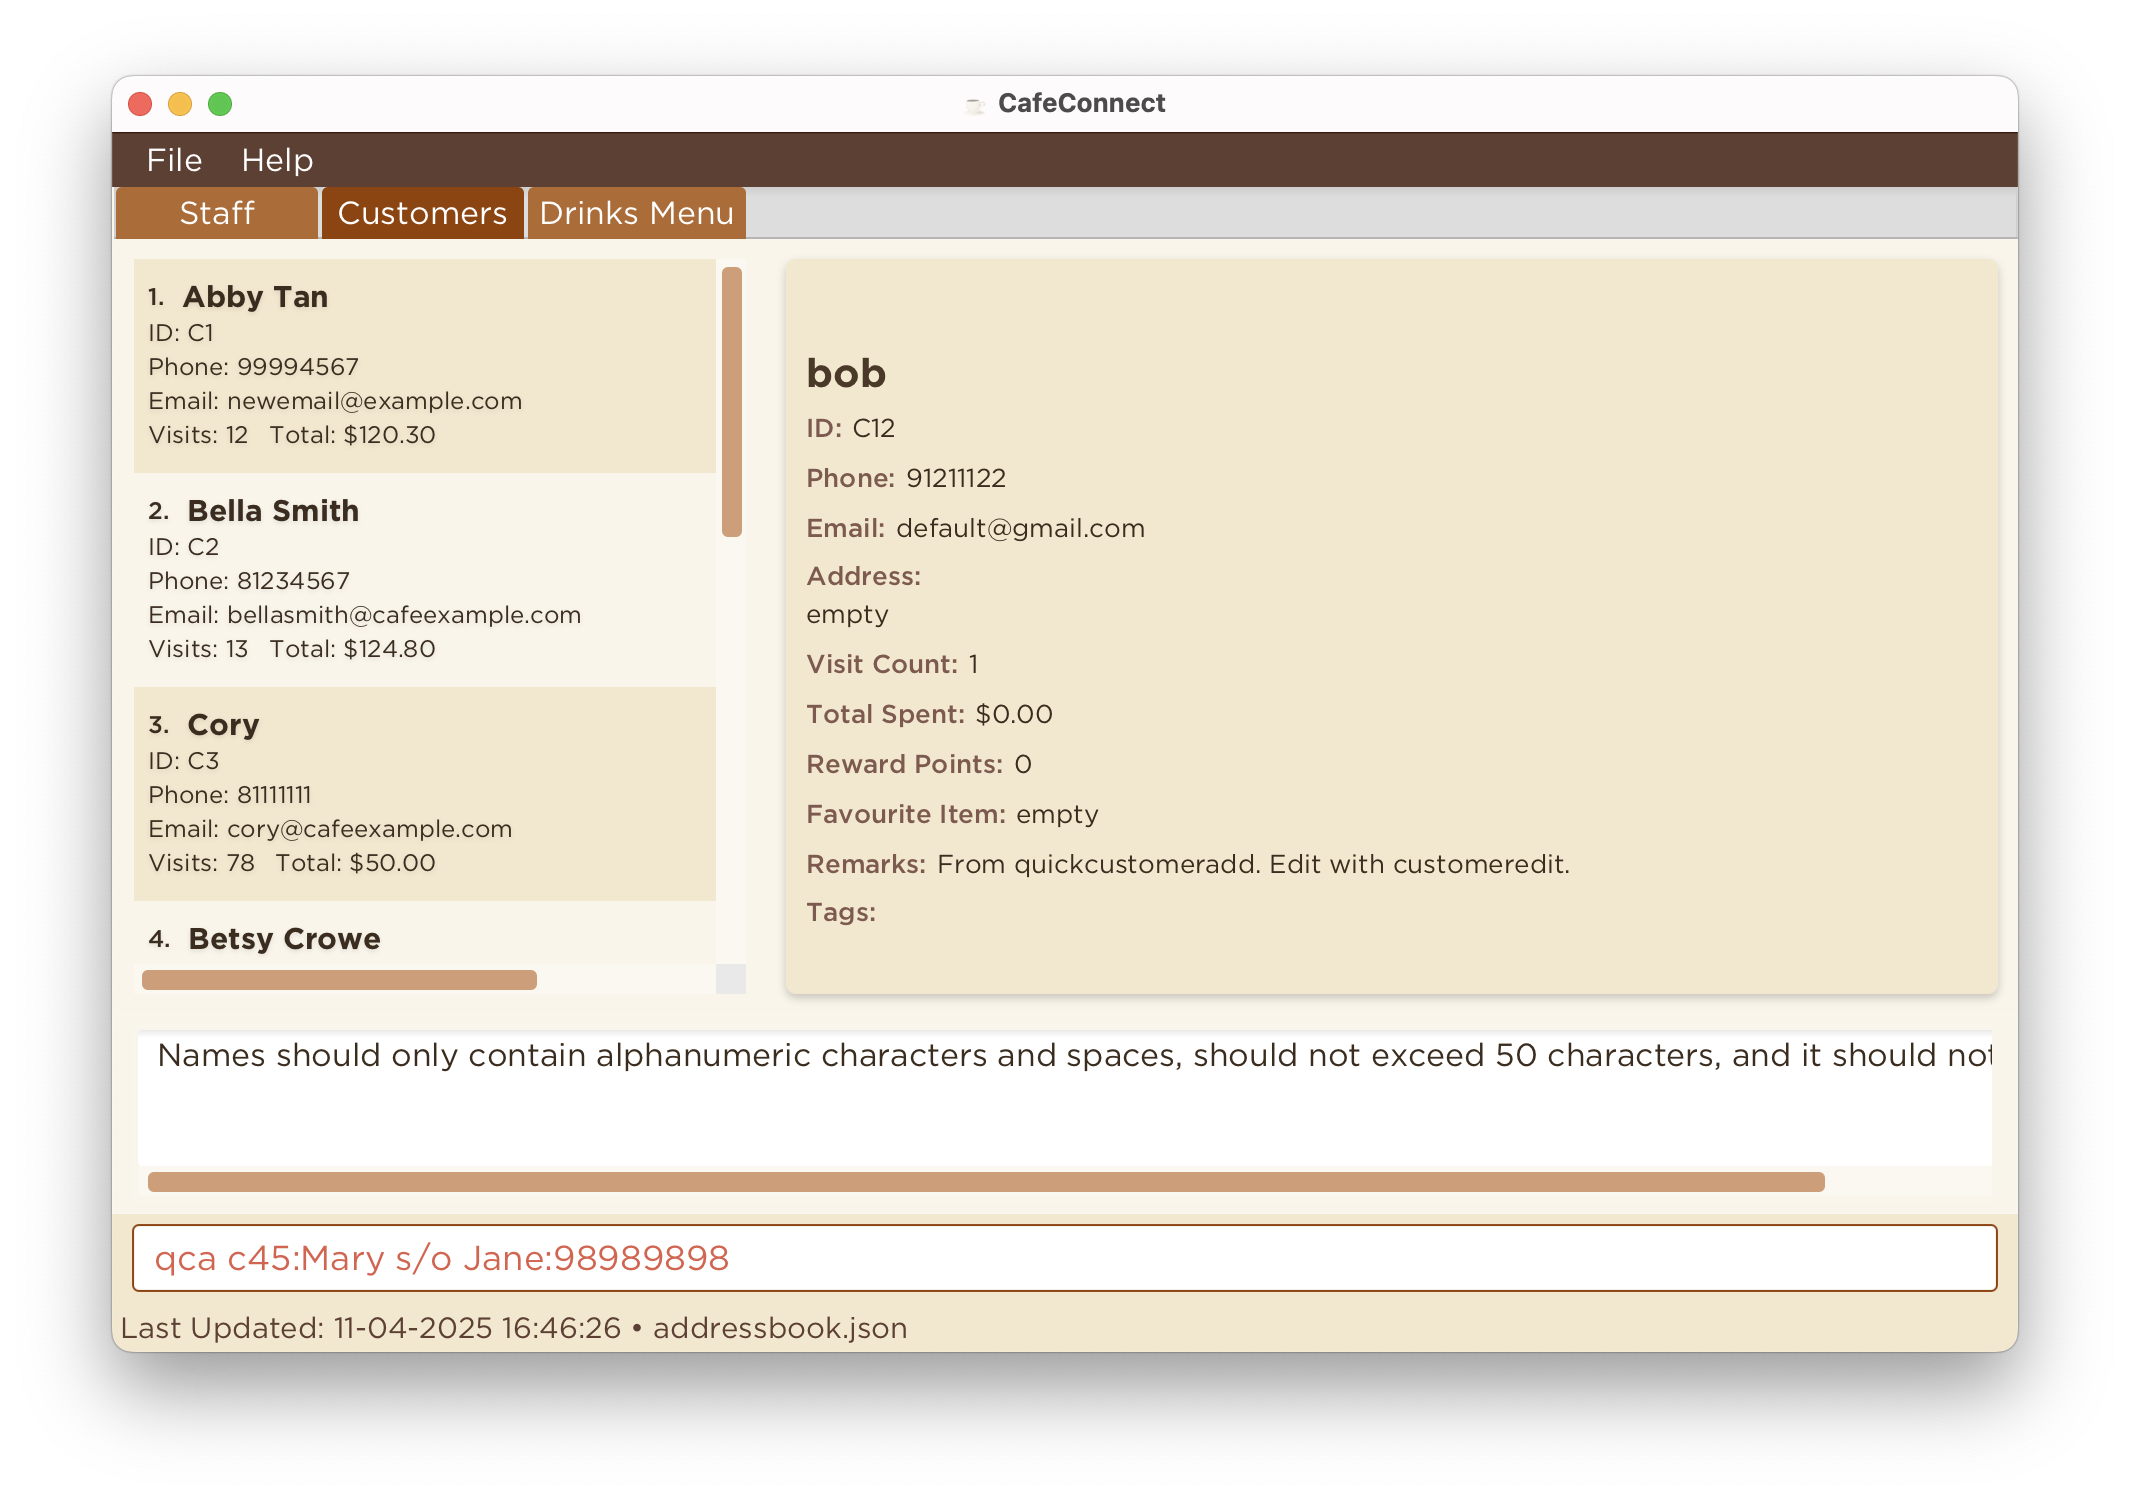 CafeConnect
File Help
Staff Customers Drinks Menu
1. Abby Tan
ID: C1
Phone: 99994567
Email: newemail@example.com
Visits: 12 Total: $120.30
2. Bella Smith
ID: C2
Phone: 81234567
Email: bellasmith@cafeexample.com
Visits: 13 Total: $124.80
3. Cory
ID: C3
Phone: 81111111
Email: cory@cafeexample.com
Visits: 78 Total: $50.00
4. Betsy Crowe
bob
ID: C12
Phone: 91211122
Email: default@gmail.com
Address:
empty
Visit Count: 1
Total Spent: $0.00
Reward Points: 0
Favourite Item: empty
Remarks: From quickcustomeradd. Edit with customeredit.
Tags:
Names should only contain alphanumeric characters and spaces, should not exceed 50 characters, and it should not
qca c45:Mary s/o Jane:98989898
Last Updated: 11-04-2025 16:46:26 • addressbook.json